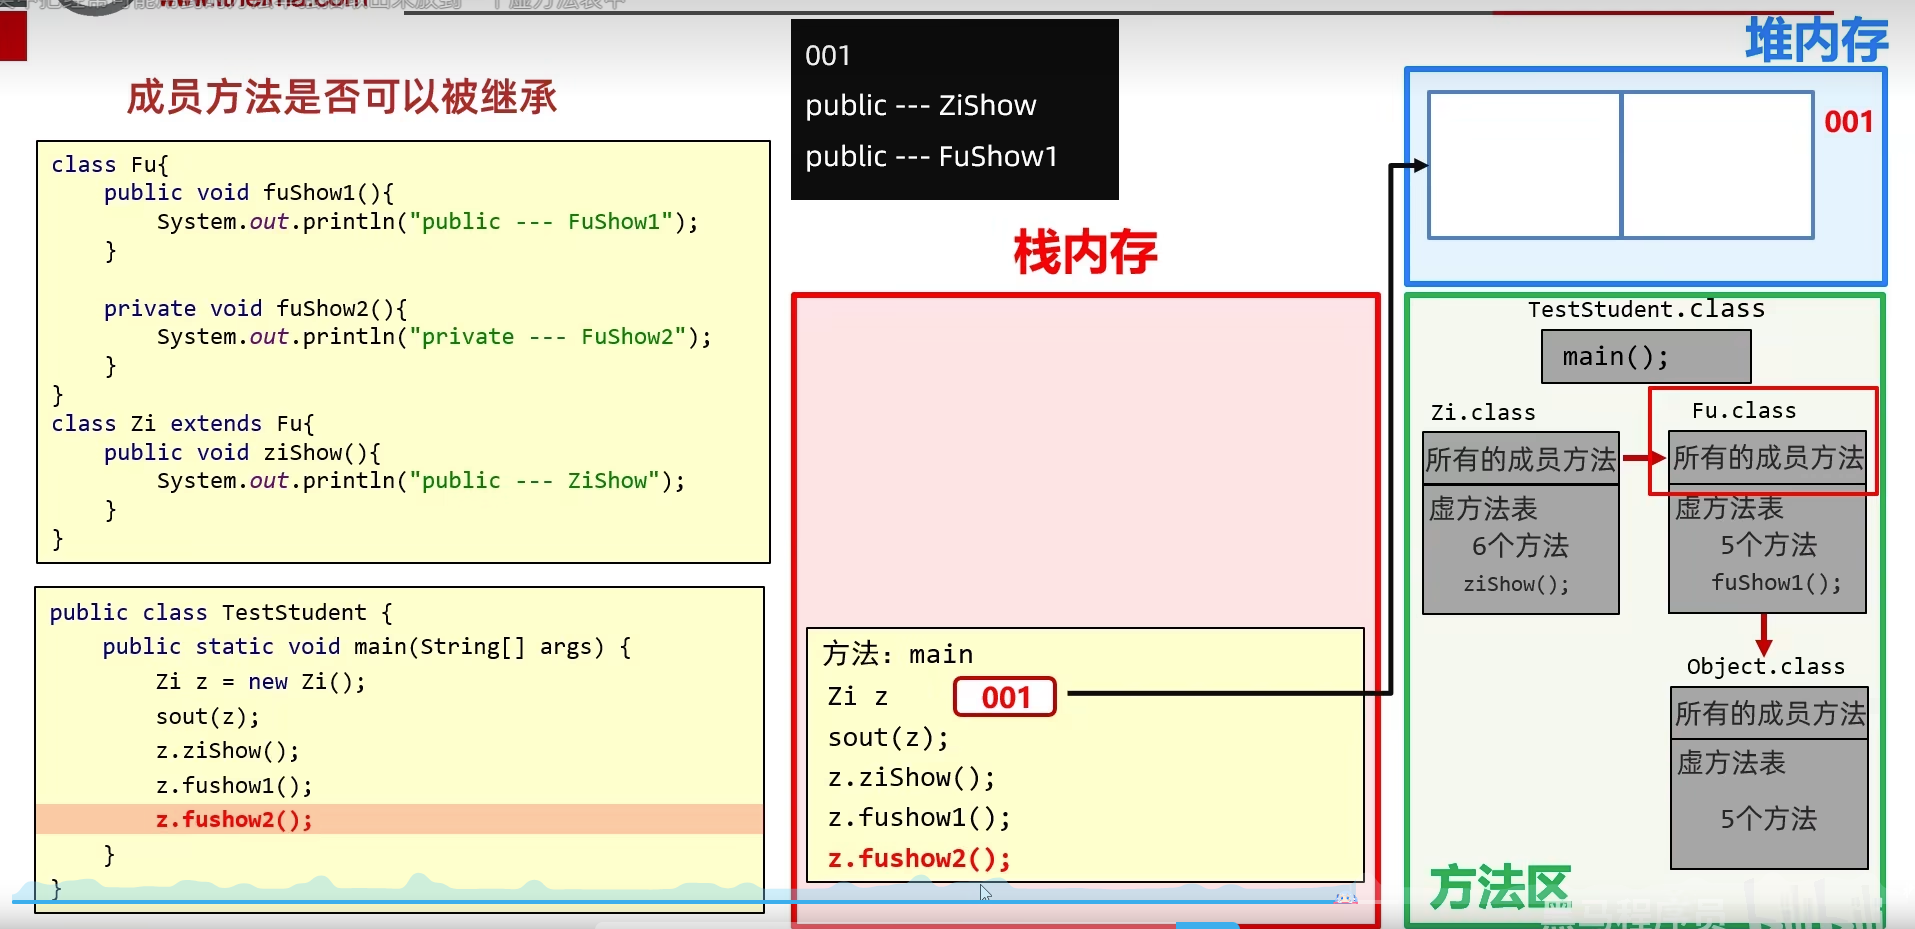 www.itheima.com
成员方法是否可以被继承
class Fu{
public void fuShow1(){
System.out.println("public --- FuShow1");
}
private void fuShow2(){
System.out.println("private --- FuShow2");
}
}
class Zi extends Fu{
public void ziShow(){
System.out.println("public --- ZiShow");
}
}
public class TestStudent {
public static void main(String[] args) {
Zi z = new Zi();
sout(z);
z.ziShow();
z.fushow1();
z.fushow2();
}
}
001
public --- ZiShow
public --- FuShow1
栈内存
方法：main
Zi z 001
sout(z);
z.ziShow();
z.fushow1();
z.fushow2();
堆内存
001
TestStudent.class
main();
Zi.class
所有的成员方法
虚方法表
6个方法
ziShow();
Fu.class
所有的成员方法
虚方法表
5个方法
fuShow1();
Object.class
所有的成员方法
虚方法表
5个方法
方法区
黑马程序员